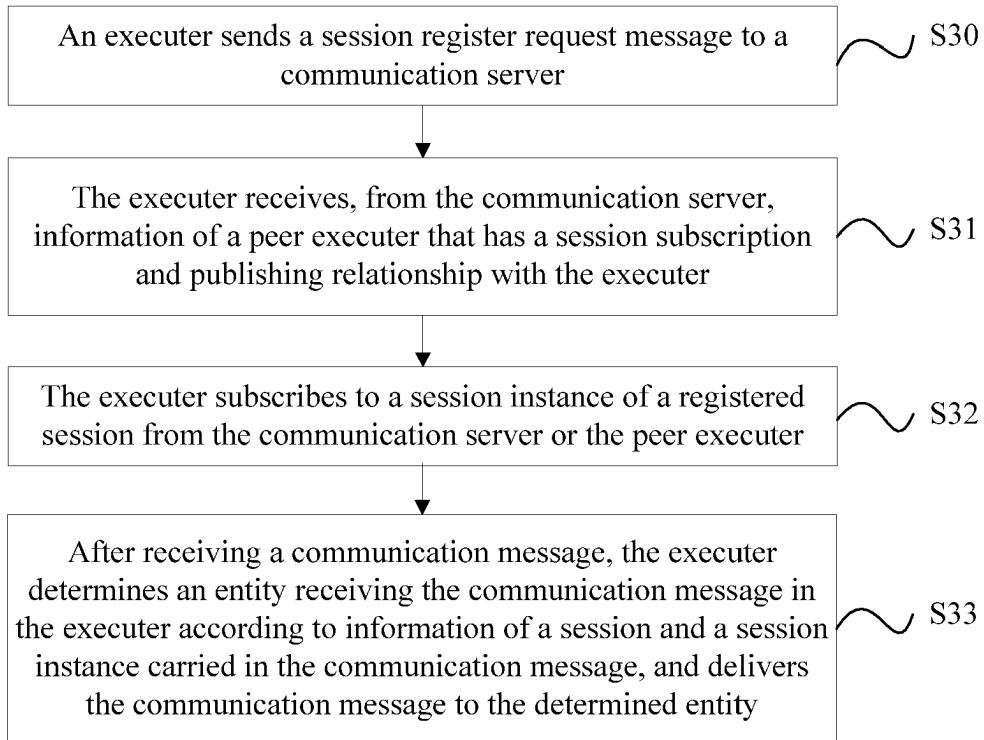 An executer sends a session register request message to a
communication server
S30
The executer receives, from the communication server,
information of a peer executer that has a session subscription
and publishing relationship with the executer
S31
The executer subscribes to a session instance of a registered
session from the communication server or the peer executer
S32
After receiving a communication message, the executer
determines an entity receiving the communication message in
the executer according to information of a session and a session
instance carried in the communication message, and delivers
the communication message to the determined entity
S33